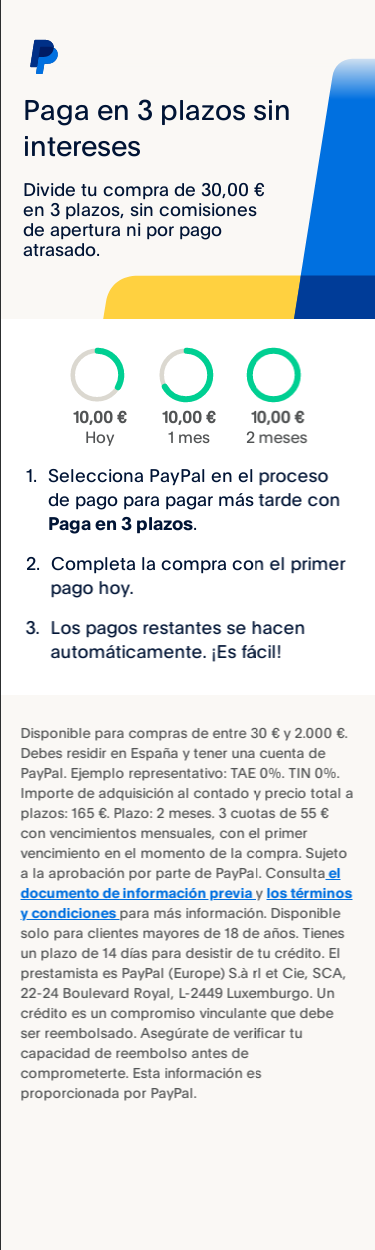 Paga en 3 plazos sin
intereses
Divide tu compra de 30,00 €
en 3 plazos, sin comisiones
de apertura ni por pago
atrasado.
10,00 € 10,00 € 10,00 €
Hoy 1 mes 2 meses
1. Selecciona PayPal en el proceso
de pago para pagar más tarde con
Paga en 3 plazos.
2. Completa la compra con el primer
pago hoy.
3. Los pagos restantes se hacen
automáticamente. ¡Es fácil!
Disponible para compras de entre 30 € y 2.000 €.
Debes residir en España y tener una cuenta de
PayPal. Ejemplo representativo: TAE 0%. TIN 0%.
Importe de adquisición al contado y precio total a
plazos: 165 €. Plazo: 2 meses. 3 cuotas de 55 €
con vencimientos mensuales, con el primer
vencimiento en el momento de la compra. Sujeto
a la aprobación por parte de PayPal. Consulta el
documento de información previa y los términos
y condiciones para más información. Disponible
solo para clientes mayores de 18 de años. Tienes
un plazo de 14 días para desistir de tu crédito. El
prestamista es PayPal (Europe) S.à rl et Cie, SCA,
22-24 Boulevard Royal, L-2449 Luxemburgo. Un
crédito es un compromiso vinculante que debe
ser reembolsado. Asegúrate de verificar tu
capacidad de reembolso antes de
comprometerte. Esta información es
proporcionada por PayPal.